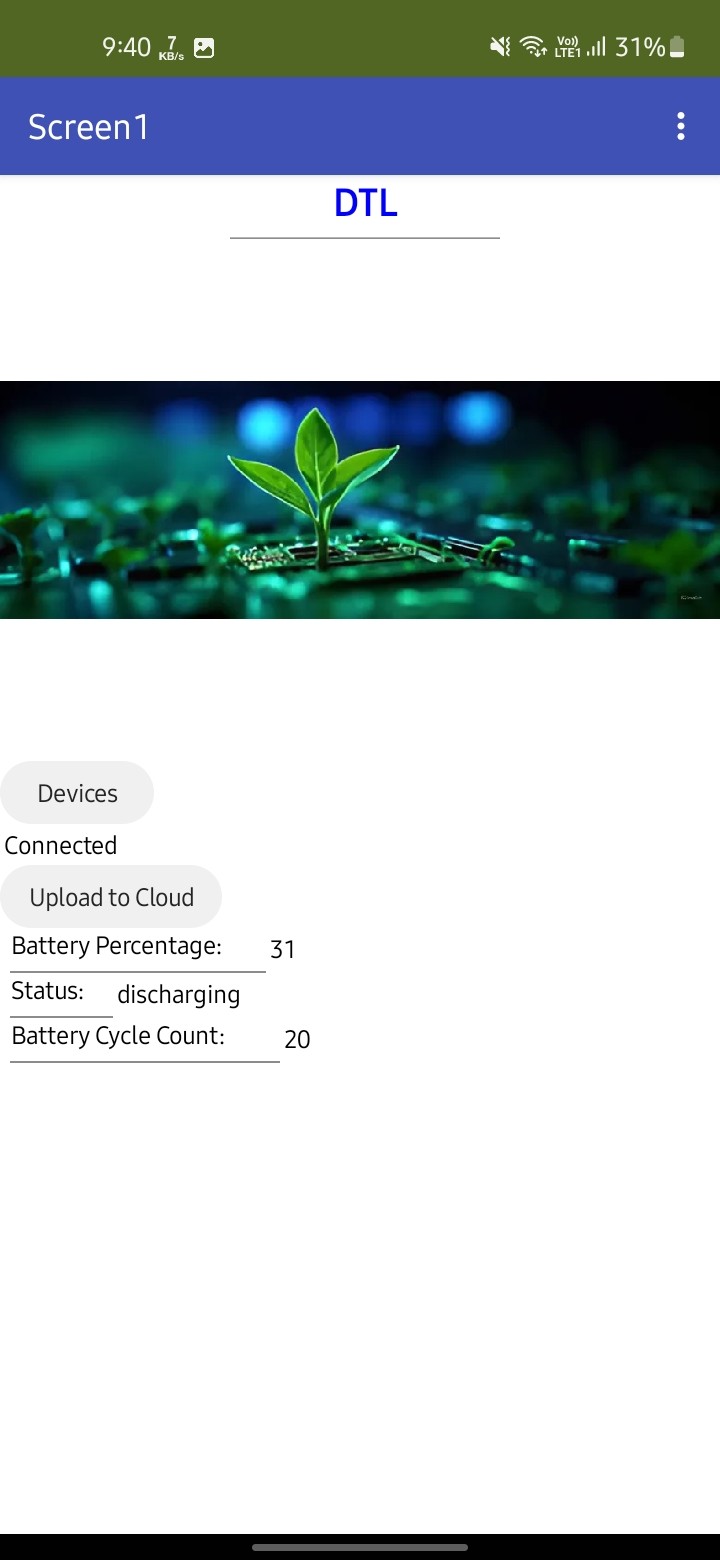 9:40 7 KB/s Vo)) LTE1 31%
Screen1
DTL
Devices
Connected
Upload to Cloud
Battery Percentage: 31
Status: discharging
Battery Cycle Count: 20